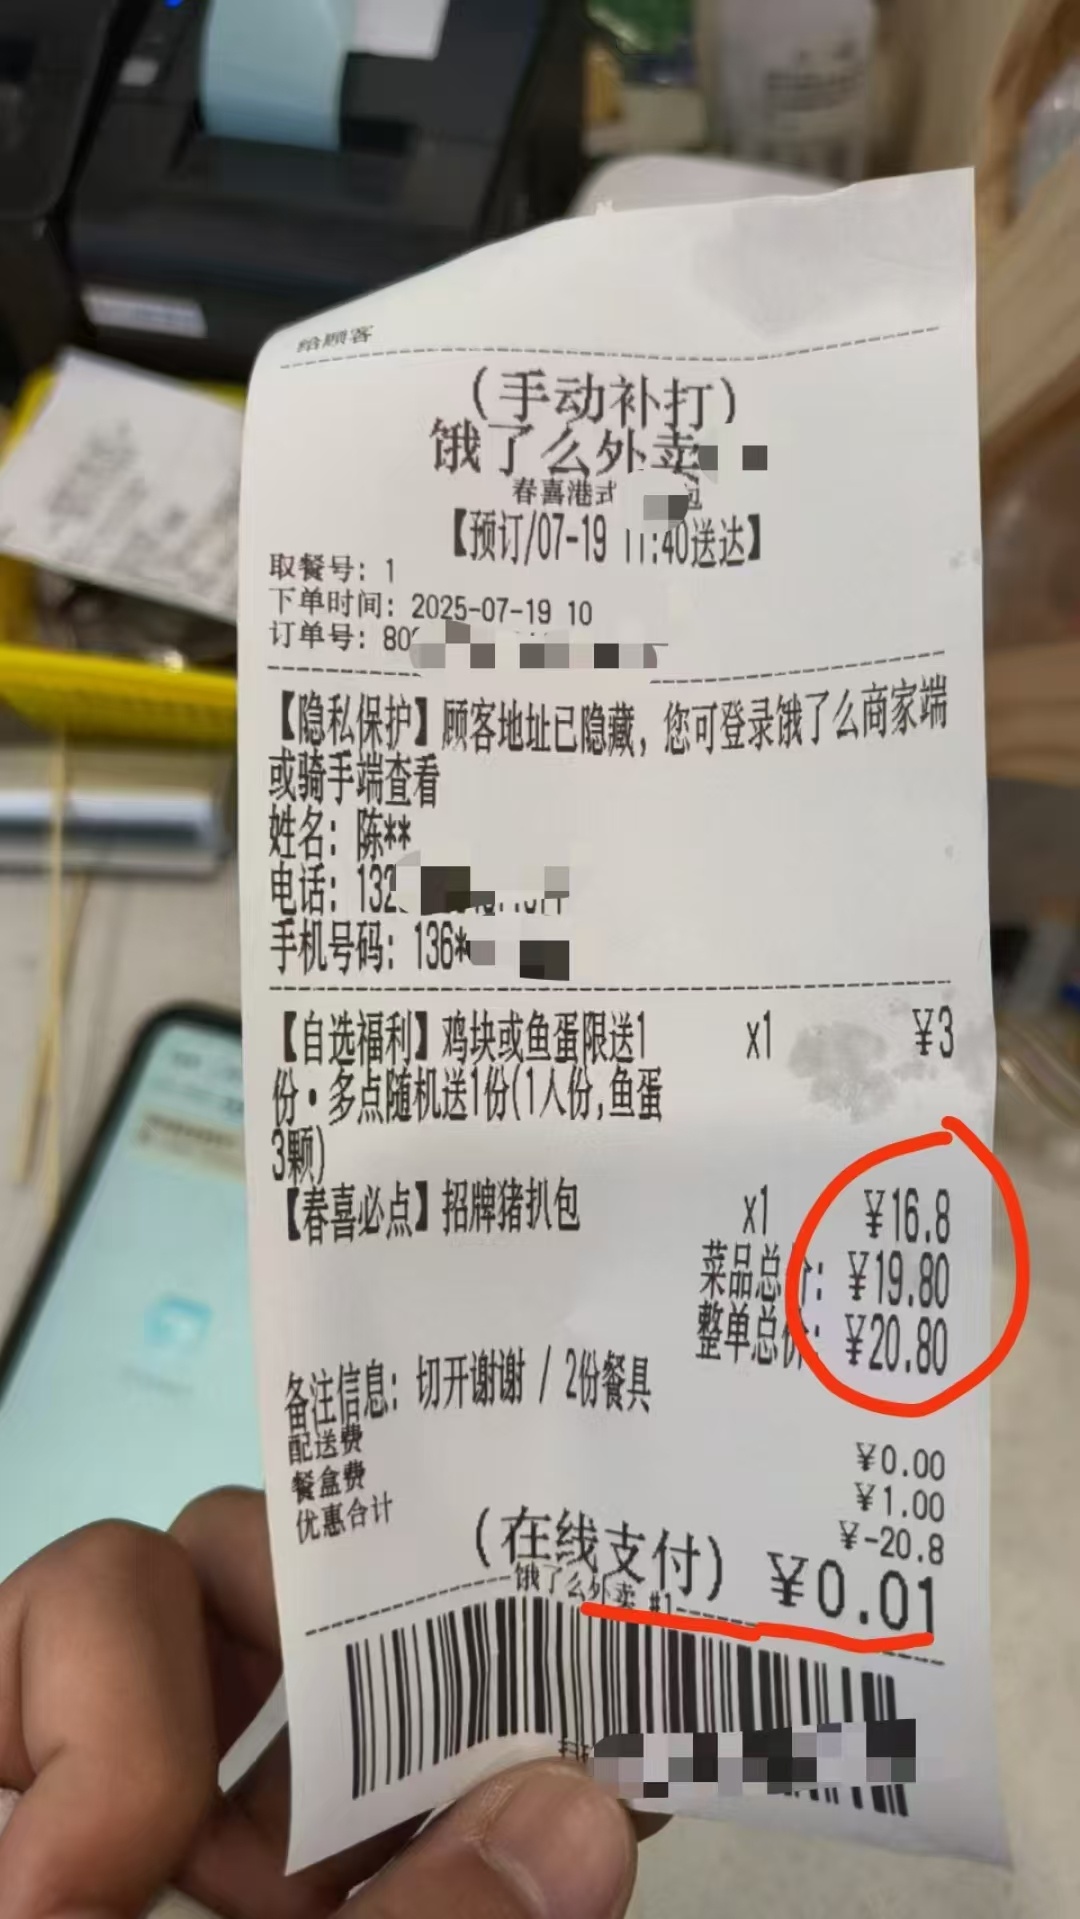 给顾客
(手动补打)
饿了么外卖
春喜港式 包
【预订/07-19 11:40送达】
取餐号: 1
下单时间: 2025-07-19 10
订单号: 80
【隐私保护】顾客地址已隐藏, 您可登录饿了么商家端
或骑手端查看
姓名: 陈**
电话: 132
手机号码: 136*
【自选福利】鸡块或鱼蛋限送1 x1 ¥3
份·多点随机送1份(1人份,鱼蛋
3颗)
【春喜必点】招牌猪扒包 x1 ¥16.8
菜品总价: ¥19.80
整单总价: ¥20.80
备注信息: 切开谢谢 / 2份餐具
配送费 ¥0.00
餐盒费 ¥1.00
优惠合计 ¥-20.8
(在线支付) ¥0.01
饿了么外卖 #1